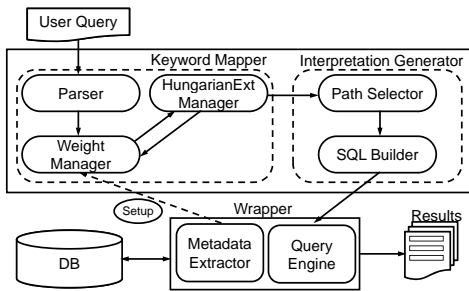 User Query
Keyword Mapper
Interpretation Generator
Parser
HungarianExt
Manager
Path Selector
Weight
Manager
SQL Builder
Setup
Wrapper
Results
DB
Metadata
Extractor
Query
Engine